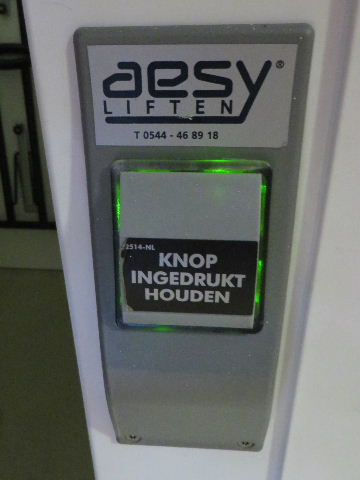 aesy®
LIFTEN
T 0544 - 46 89 18
2514-NL
KNOP
INGEDRUKT
HOUDEN